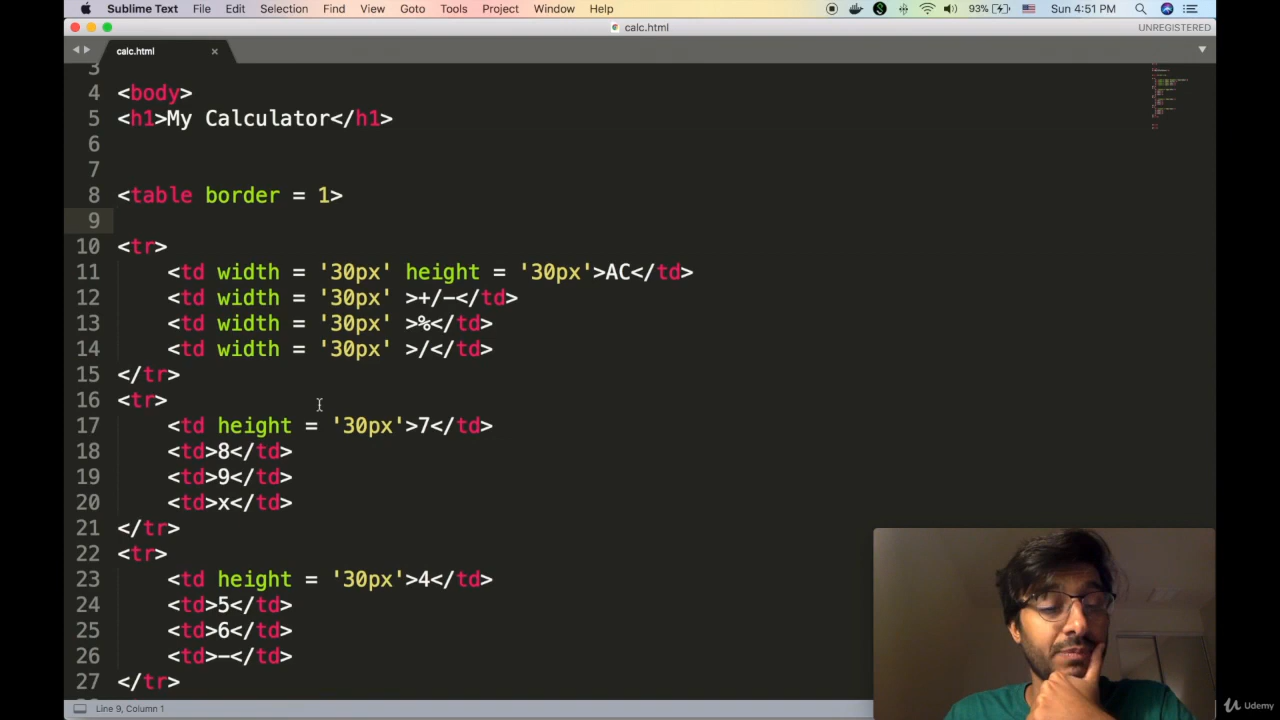 Sublime Text File Edit Selection Find View Goto Tools Project Window Help 93% Sun 4:51 PM
calc.html UNREGISTERED
calc.html ×
3
4 <body>
5 <h1>My Calculator</h1>
6
7
8 <table border = 1>
9
10 <tr>
11 <td width = '30px' height = '30px'>AC</td>
12 <td width = '30px' >+/-</td>
13 <td width = '30px' >%</td>
14 <td width = '30px' >/</td>
15 </tr>
16 <tr>
17 <td height = '30px'>7</td>
18 <td>8</td>
19 <td>9</td>
20 <td>x</td>
21 </tr>
22 <tr>
23 <td height = '30px'>4</td>
24 <td>5</td>
25 <td>6</td>
26 <td>-</td>
27 </tr>
Line 9, Column 1
Udemy